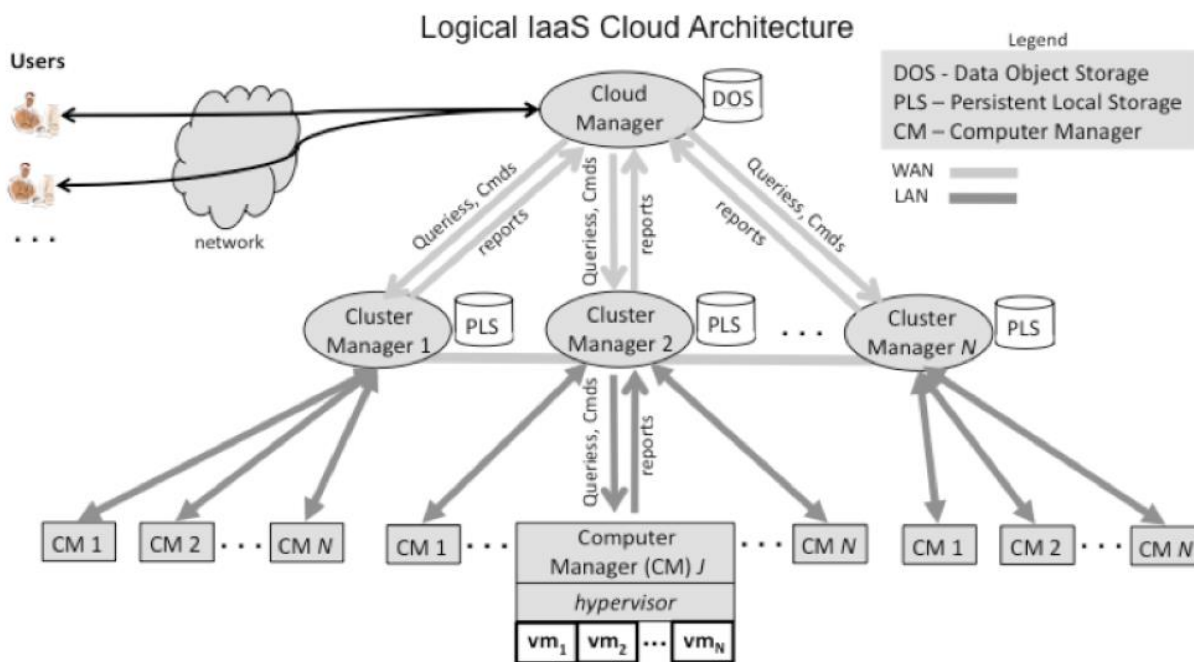 Logical IaaS Cloud Architecture
Users
Legend
DOS - Data Object Storage
PLS – Persistent Local Storage
CM – Computer Manager
WAN
LAN
Cloud
Manager
DOS
network
. . .
Queriess, Cmds
reports
Queriess, Cmds
reports
Queriess, Cmds
reports
Cluster
Manager 1
PLS
Cluster
Manager 2
PLS
. . .
Cluster
Manager N
PLS
Queriess, Cmds
reports
CM 1
CM 2
. . .
CM N
CM 1
. . .
Computer
Manager (CM) J
hypervisor
vm₁
vm₂
...
vmN
. . .
CM N
CM 1
CM 2
. . .
CM N